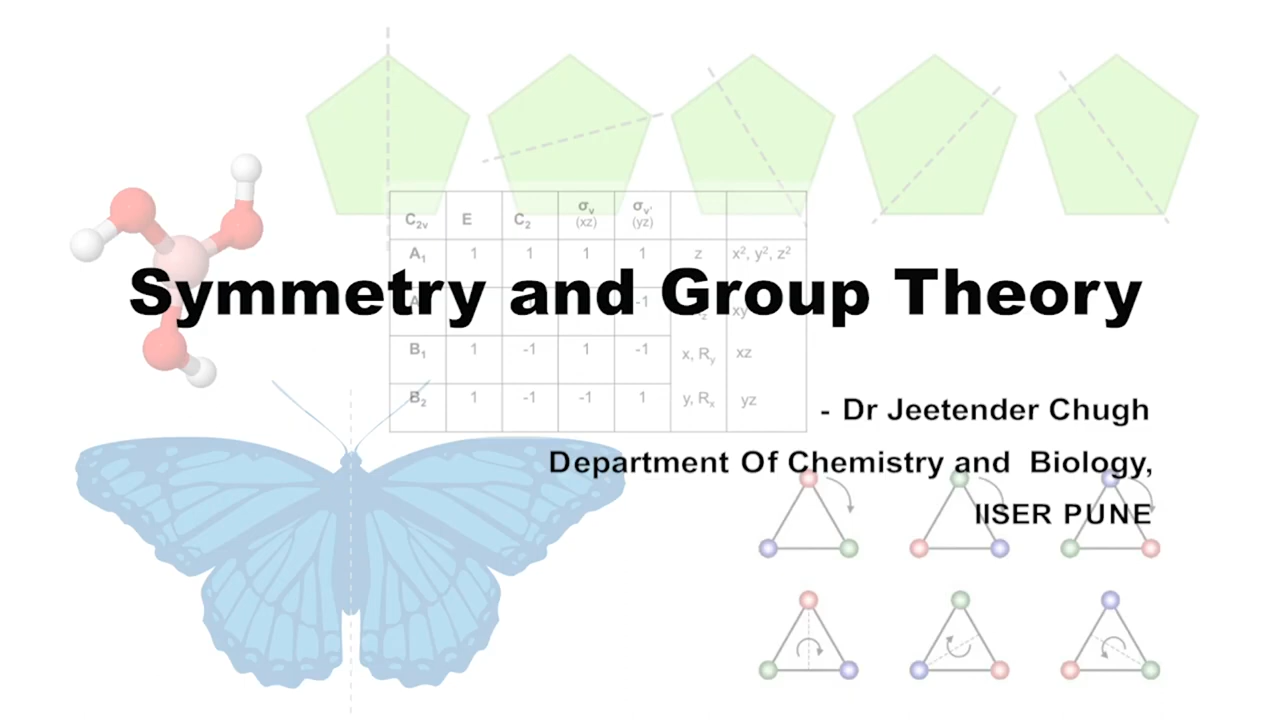 C2v E C2 σv (xz) σv' (yz)
A1 1 1 1 1 z x², y², z²
Symmetry and Group Theory
A -1 z xy
B1 1 -1 1 -1 x, Ry xz
B2 1 -1 -1 1 y, Rx yz
- Dr Jeetender Chugh
Department Of Chemistry and Biology,
IISER PUNE